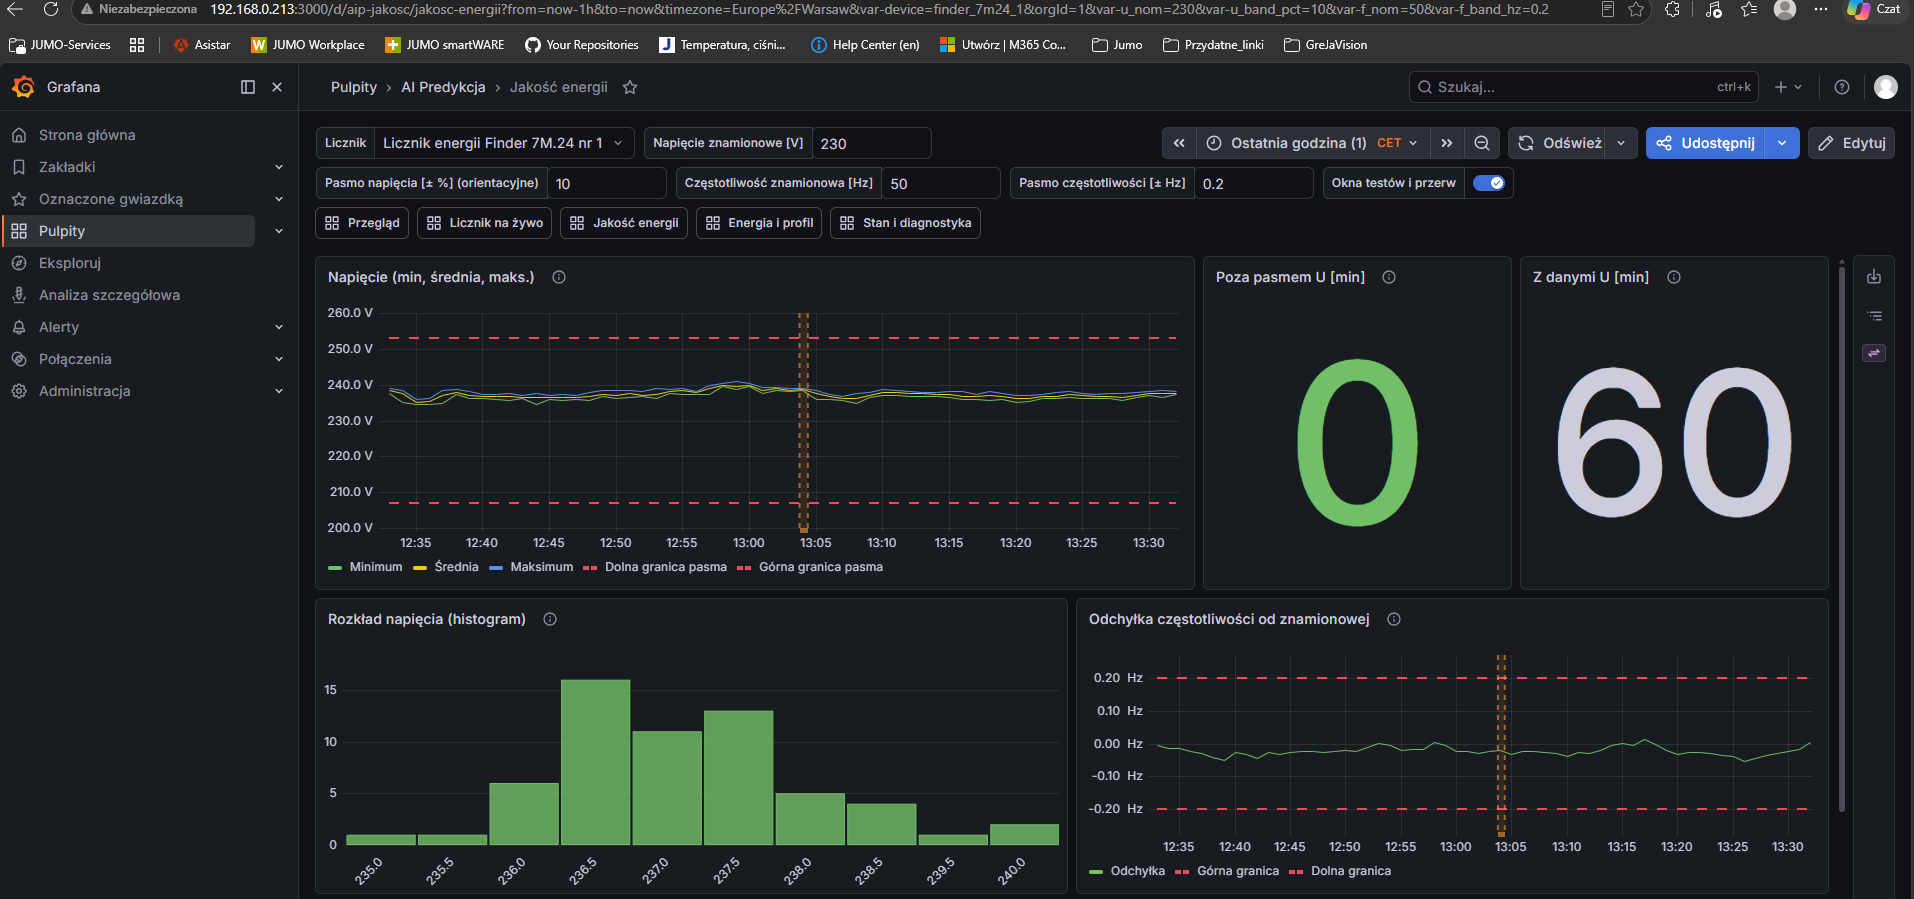 Niezabezpieczona 192.168.0.213:3000/d/aip-jakosc/jakosc-energii?from=now-1h&to=now&timezone=Europe%2FWarsaw&var-device=finder_7m24_1&orgId=1&var-u_nom=230&var-u_band_pct=10&var-f_nom=50&var-f_band_hz=0.2 Czat
JUMO-Services Asistar JUMO Workplace JUMO smartWARE Your Repositories Temperatura, ciśni... Help Center (en) Utwórz | M365 Co... Jumo Przydatne_linki GreJaVision
Grafana
Pulpity › AI Predykcja › Jakość energii
Szukaj... ctrl+k
Strona główna
Zakładki
Oznaczone gwiazdką
Pulpity
Eksploruj
Analiza szczegółowa
Alerty
Połączenia
Administracja
Licznik Licznik energii Finder 7M.24 nr 1 Napięcie znamionowe [V] 230
Ostatnia godzina (1) CET Odśwież Udostępnij Edytuj
Pasmo napięcia [± %] (orientacyjne) 10 Częstotliwość znamionowa [Hz] 50 Pasmo częstotliwości [± Hz] 0.2 Okna testów i przerw
Przegląd Licznik na żywo Jakość energii Energia i profil Stan i diagnostyka
Napięcie (min, średnia, maks.)
260.0 V
250.0 V
240.0 V
230.0 V
220.0 V
210.0 V
200.0 V
12:35 12:40 12:45 12:50 12:55 13:00 13:05 13:10 13:15 13:20 13:25 13:30
Minimum Średnia Maksimum Dolna granica pasma Górna granica pasma
Poza pasmem U [min]
0
Z danymi U [min]
60
Rozkład napięcia (histogram)
15
10
5
0
235.0 235.5 236.0 236.5 237.0 237.5 238.0 238.5 239.5 240.0
Odchyłka częstotliwości od znamionowej
0.20 Hz
0.10 Hz
0.00 Hz
-0.10 Hz
-0.20 Hz
12:35 12:40 12:45 12:50 12:55 13:00 13:05 13:10 13:15 13:20 13:25 13:30
Odchyłka Górna granica Dolna granica